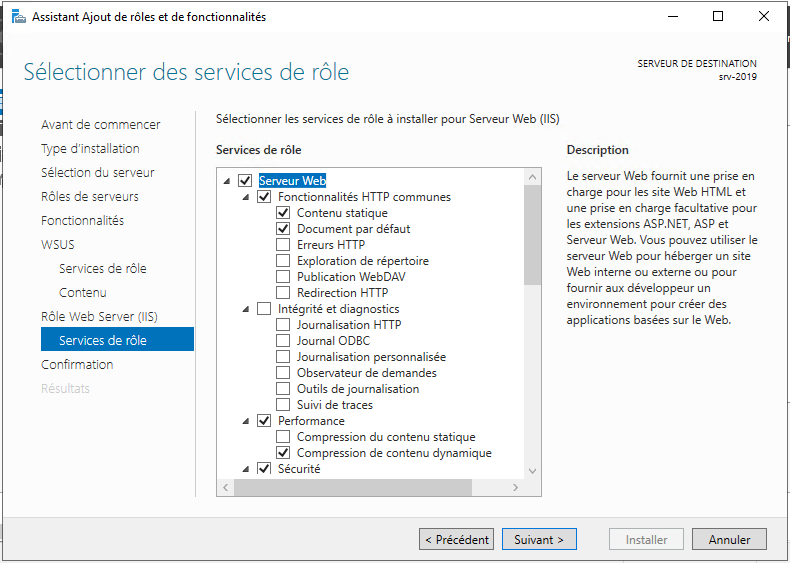 Assistant Ajout de rôles et de fonctionnalités
Sélectionner des services de rôle
SERVEUR DE DESTINATION
srv-2019
Avant de commencer
Type d'installation
Sélection du serveur
Rôles de serveurs
Fonctionnalités
WSUS
Services de rôle
Contenu
Rôle Web Server (IIS)
Services de rôle
Confirmation
Résultats
Sélectionner les services de rôle à installer pour Serveur Web (IIS)
Services de rôle
Serveur Web
Fonctionnalités HTTP communes
Contenu statique
Document par défaut
Erreurs HTTP
Exploration de répertoire
Publication WebDAV
Redirection HTTP
Intégrité et diagnostics
Journalisation HTTP
Journal ODBC
Journalisation personnalisée
Observateur de demandes
Outils de journalisation
Suivi de traces
Performance
Compression du contenu statique
Compression de contenu dynamique
Sécurité
Description
Le serveur Web fournit une prise en
charge pour les site Web HTML et
une prise en charge facultative pour
les extensions ASP.NET, ASP et
Serveur Web. Vous pouvez utiliser le
serveur Web pour héberger un site
Web interne ou externe ou pour
fournir aux développeur un
environnement pour créer des
applications basées sur le Web.
< Précédent
Suivant >
Installer
Annuler